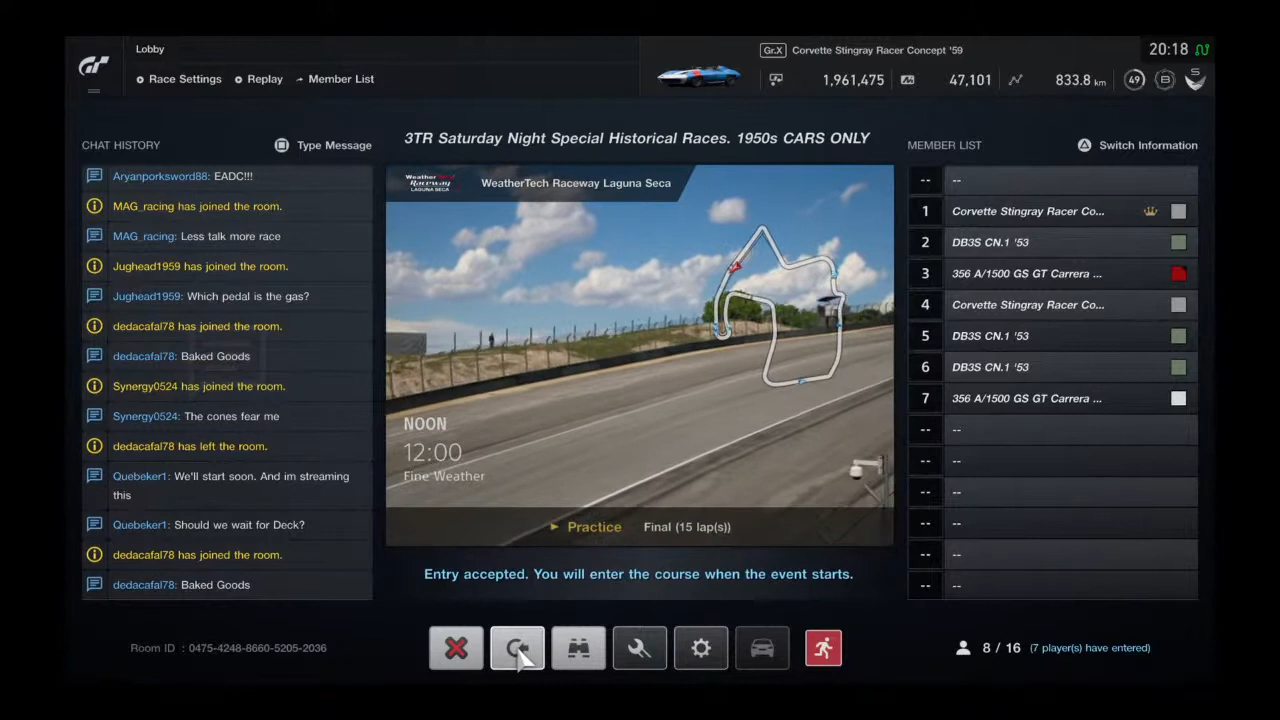 Lobby
Race Settings
Replay
Member List
Gr.X
Corvette Stingray Racer Concept '59
20:18
1,961,475
47,101
833.8 km
49
B
S
CHAT HISTORY
Type Message
Aryanporksword88: EADC!!!
MAG_racing has joined the room.
MAG_racing: Less talk more race
Jughead1959 has joined the room.
Jughead1959: Which pedal is the gas?
dedacafal78 has joined the room.
dedacafal78: Baked Goods
Synergy0524 has joined the room.
Synergy0524: The cones fear me
dedacafal78 has left the room.
Quebeker1: We'll start soon. And im streaming
this
Quebeker1: Should we wait for Deck?
dedacafal78 has joined the room.
dedacafal78: Baked Goods
3TR Saturday Night Special Historical Races. 1950s CARS ONLY
WeatherTech
Raceway
LAGUNA SECA
WeatherTech Raceway Laguna Seca
NOON
12:00
Fine Weather
Practice
Final (15 lap(s))
Entry accepted. You will enter the course when the event starts.
MEMBER LIST
Switch Information
-- --
1 Corvette Stingray Racer Co...
2 DB3S CN.1 '53
3 356 A/1500 GS GT Carrera ...
4 Corvette Stingray Racer Co...
5 DB3S CN.1 '53
6 DB3S CN.1 '53
7 356 A/1500 GS GT Carrera ...
-- --
-- --
-- --
-- --
-- --
-- --
Room ID : 0475-4248-8660-5205-2036
8 / 16 (7 player(s) have entered)